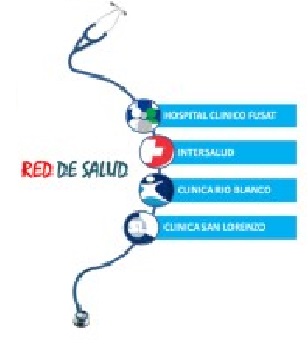 HOSPITAL CLINICO FUSAT
INTERSALUD
RED DE SALUD
CLINICA RIO BLANCO
CLINICA SAN LORENZO